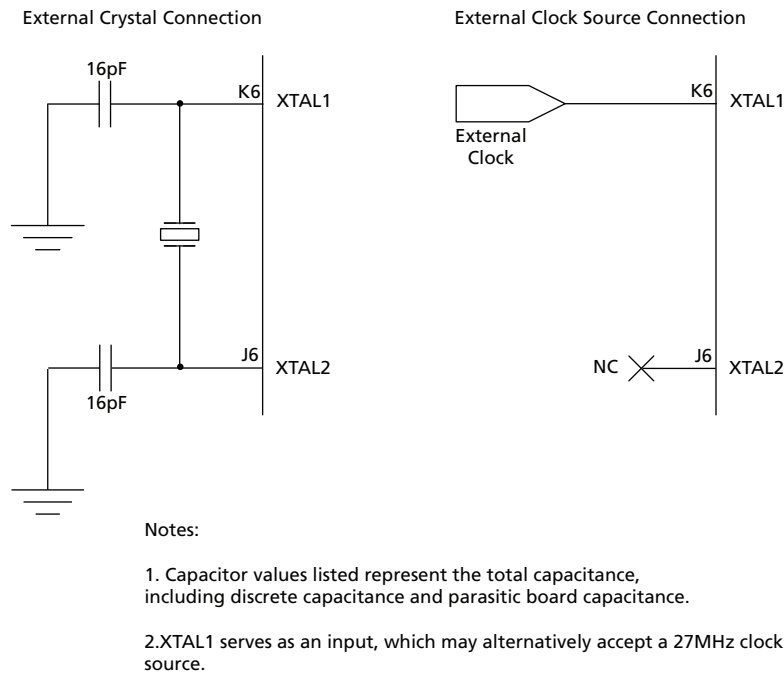 External Crystal Connection
External Clock Source Connection
16pF
K6
XTAL1
J6
XTAL2
16pF
K6
XTAL1
External
Clock
NC
J6
XTAL2
Notes:
1. Capacitor values listed represent the total capacitance,
including discrete capacitance and parasitic board capacitance.
2.XTAL1 serves as an input, which may alternatively accept a 27MHz clock
source.